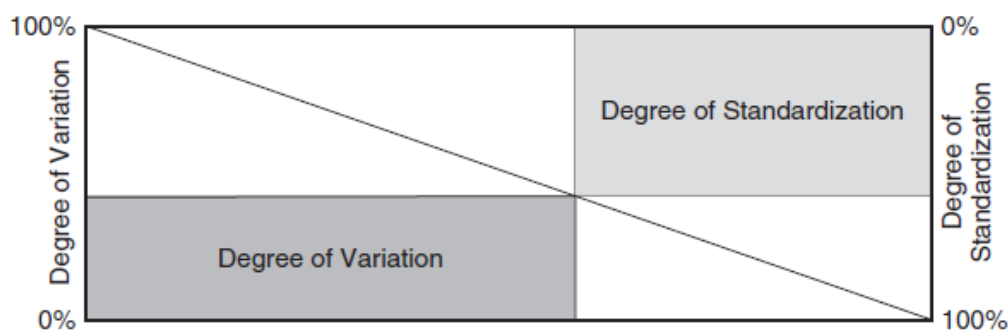 100%
0%
Degree of Variation
Degree of Standardization
Degree of
Standardization
Degree of Variation
0%
100%